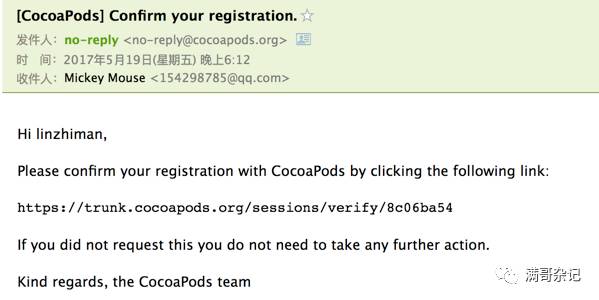 [CocoaPods] Confirm your registration.
发件人：no-reply <no-reply@cocoapods.org>
时　间：2017年5月19日(星期五) 晚上6:12
收件人：Mickey Mouse <154298785@qq.com>
Hi linzhiman,
Please confirm your registration with CocoaPods by clicking the following link:
https://trunk.cocoapods.org/sessions/verify/8c06ba54
If you did not request this you do not need to take any further action.
Kind regards, the CocoaPods team
满哥杂记